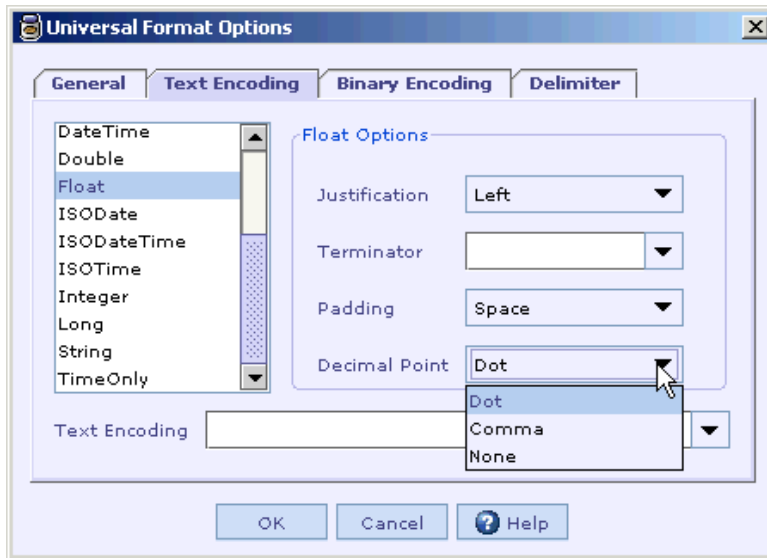 Universal Format Options
General Text Encoding Binary Encoding Delimiter
DateTime
Double
Float
ISODate
ISODateTime
ISOTime
Integer
Long
String
TimeOnly
Float Options
Justification Left
Terminator
Padding Space
Decimal Point Dot
Dot
Comma
None
Text Encoding
OK Cancel Help